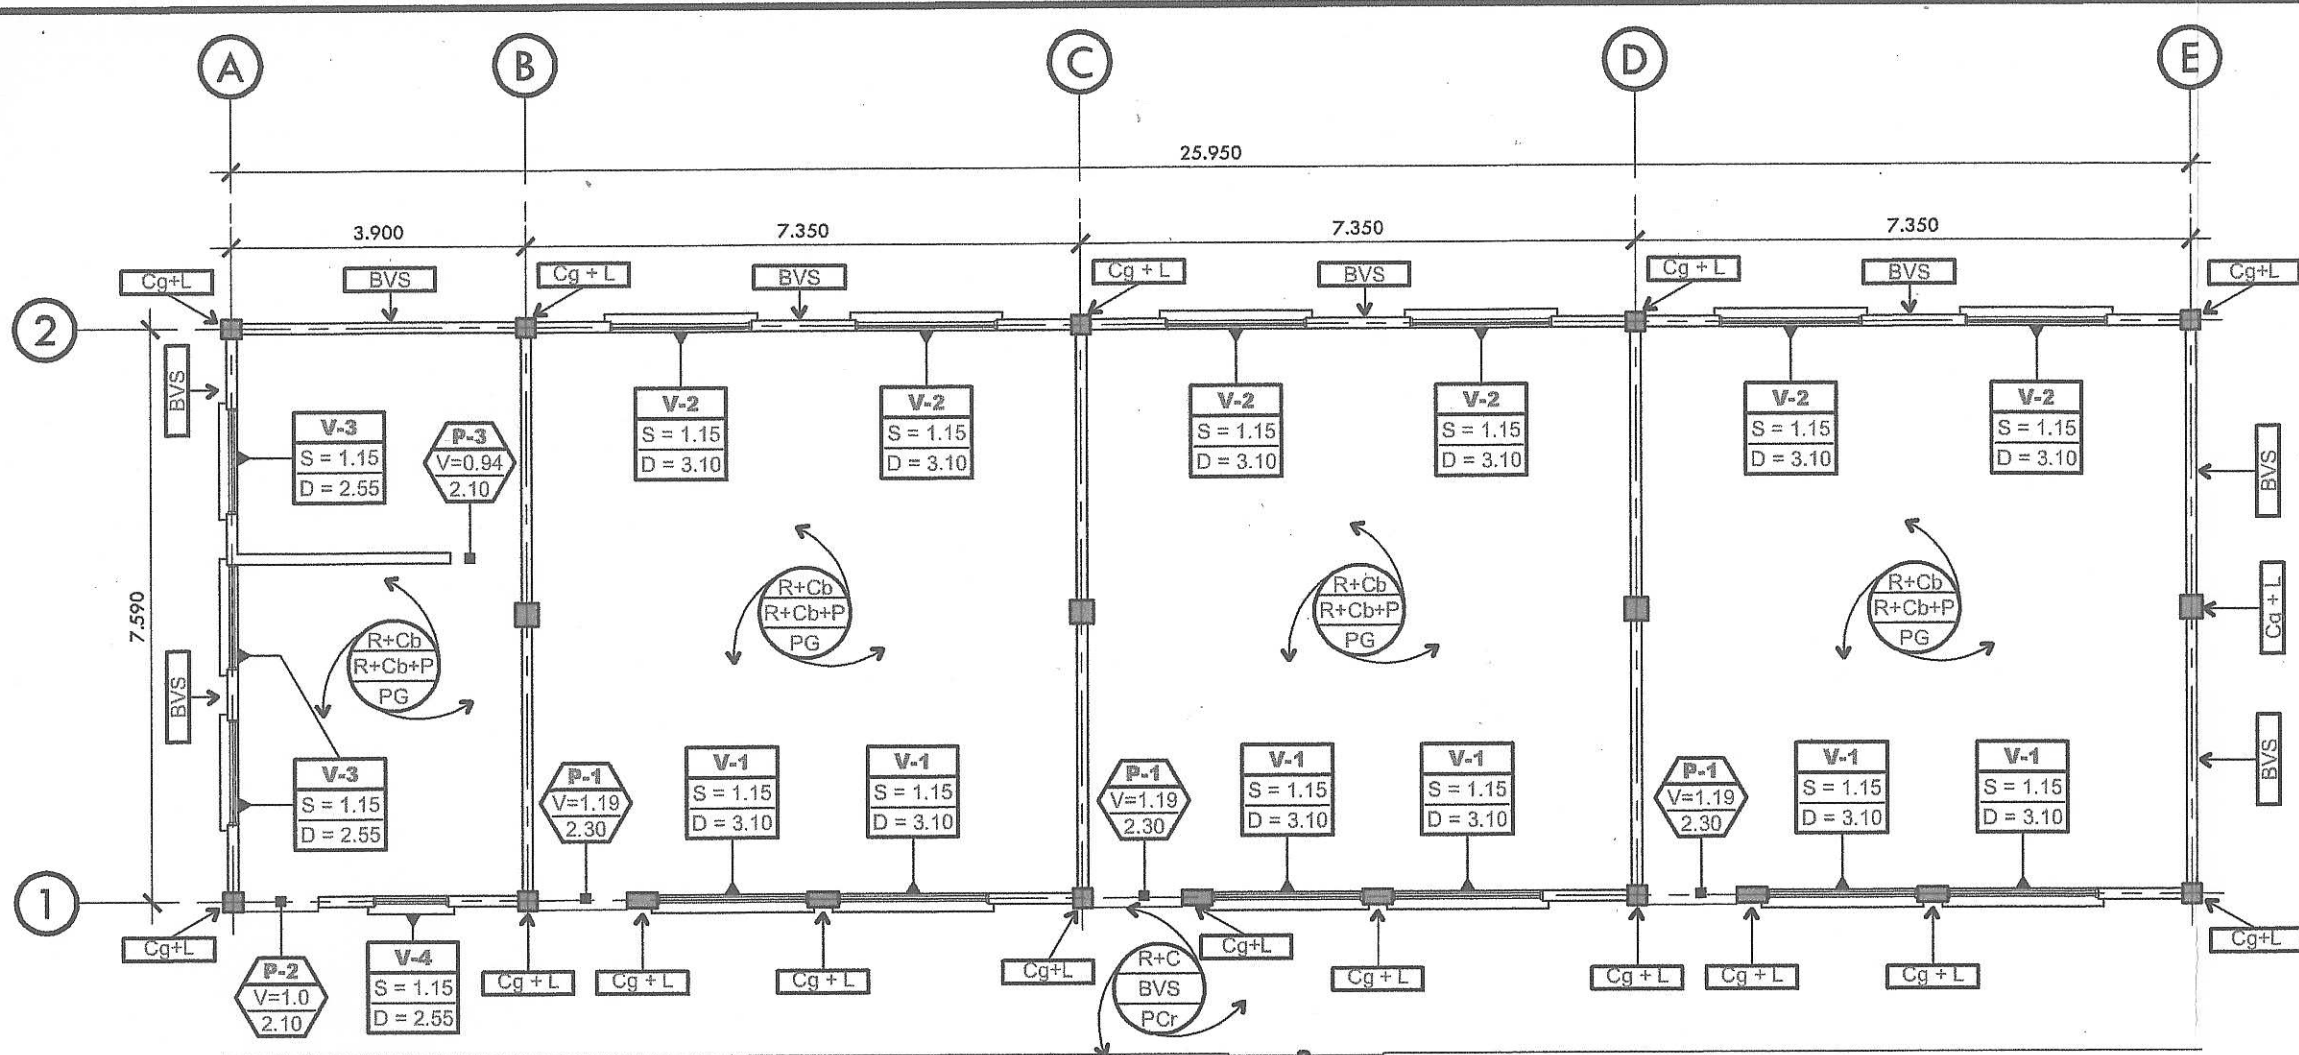 A B C D E
25.950
3.900 7.350 7.350 7.350
Cg+L BVS Cg + L BVS Cg + L BVS Cg + L BVS Cg+L
2
BVS
V-3
S = 1.15
D = 2.55
P-3
V=0.94
2.10
V-2
S = 1.15
D = 3.10
V-2
S = 1.15
D = 3.10
V-2
S = 1.15
D = 3.10
V-2
S = 1.15
D = 3.10
V-2
S = 1.15
D = 3.10
V-2
S = 1.15
D = 3.10
BVS
7.590
R+Cb
R+Cb+P
PG
R+Cb
R+Cb+P
PG
R+Cb
R+Cb+P
PG
R+Cb
R+Cb+P
PG
Ca + L
BVS
V-3
S = 1.15
D = 2.55
P-1
V=1.19
2.30
V-1
S = 1.15
D = 3.10
V-1
S = 1.15
D = 3.10
P-1
V=1.19
2.30
V-1
S = 1.15
D = 3.10
V-1
S = 1.15
D = 3.10
P-1
V=1.19
2.30
V-1
S = 1.15
D = 3.10
V-1
S = 1.15
D = 3.10
BVS
1
Cg+L
P-2
V=1.0
2.10
V-4
S = 1.15
D = 2.55
Cg + L
Cg + L
Cg + L
Cg+L
R+C
BVS
PCr
Cg+L
Cg + L
Cg + L
Cg + L
Cg + L
Cg+L